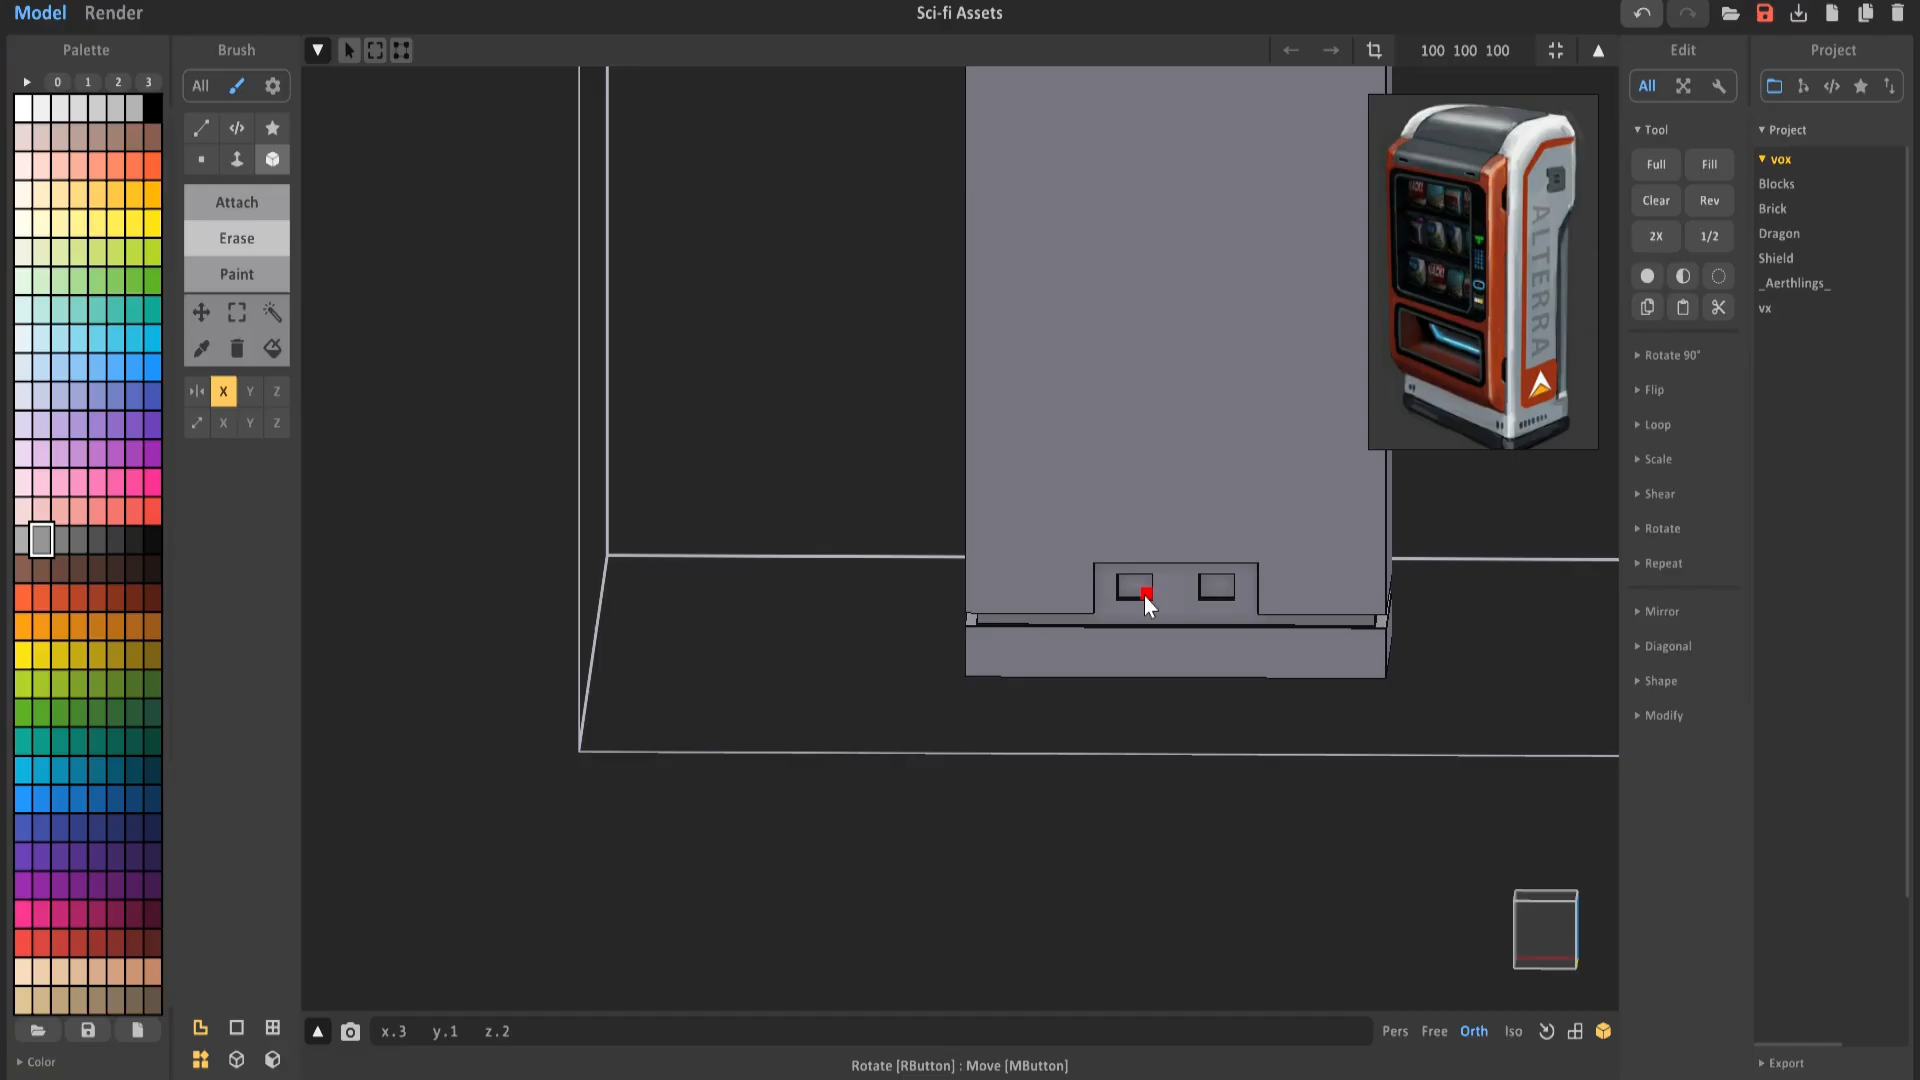 Model Render
Sci-fi Assets
Palette
Brush
100 100 100
Edit
Project
0 1 2 3
All
All
Tool
Project
Full Fill
Clear Rev
2X 1/2
vox
Blocks
Brick
Dragon
Shield
_Aerthlings_
vx
Attach
Erase
Paint
X Y Z
X Y Z
ALTERRA
Rotate 90°
Flip
Loop
Scale
Shear
Rotate
Repeat
Mirror
Diagonal
Shape
Modify
x.3 y.1 z.2
Pers Free Orth Iso
Color
Rotate [RButton] : Move [MButton]
Export